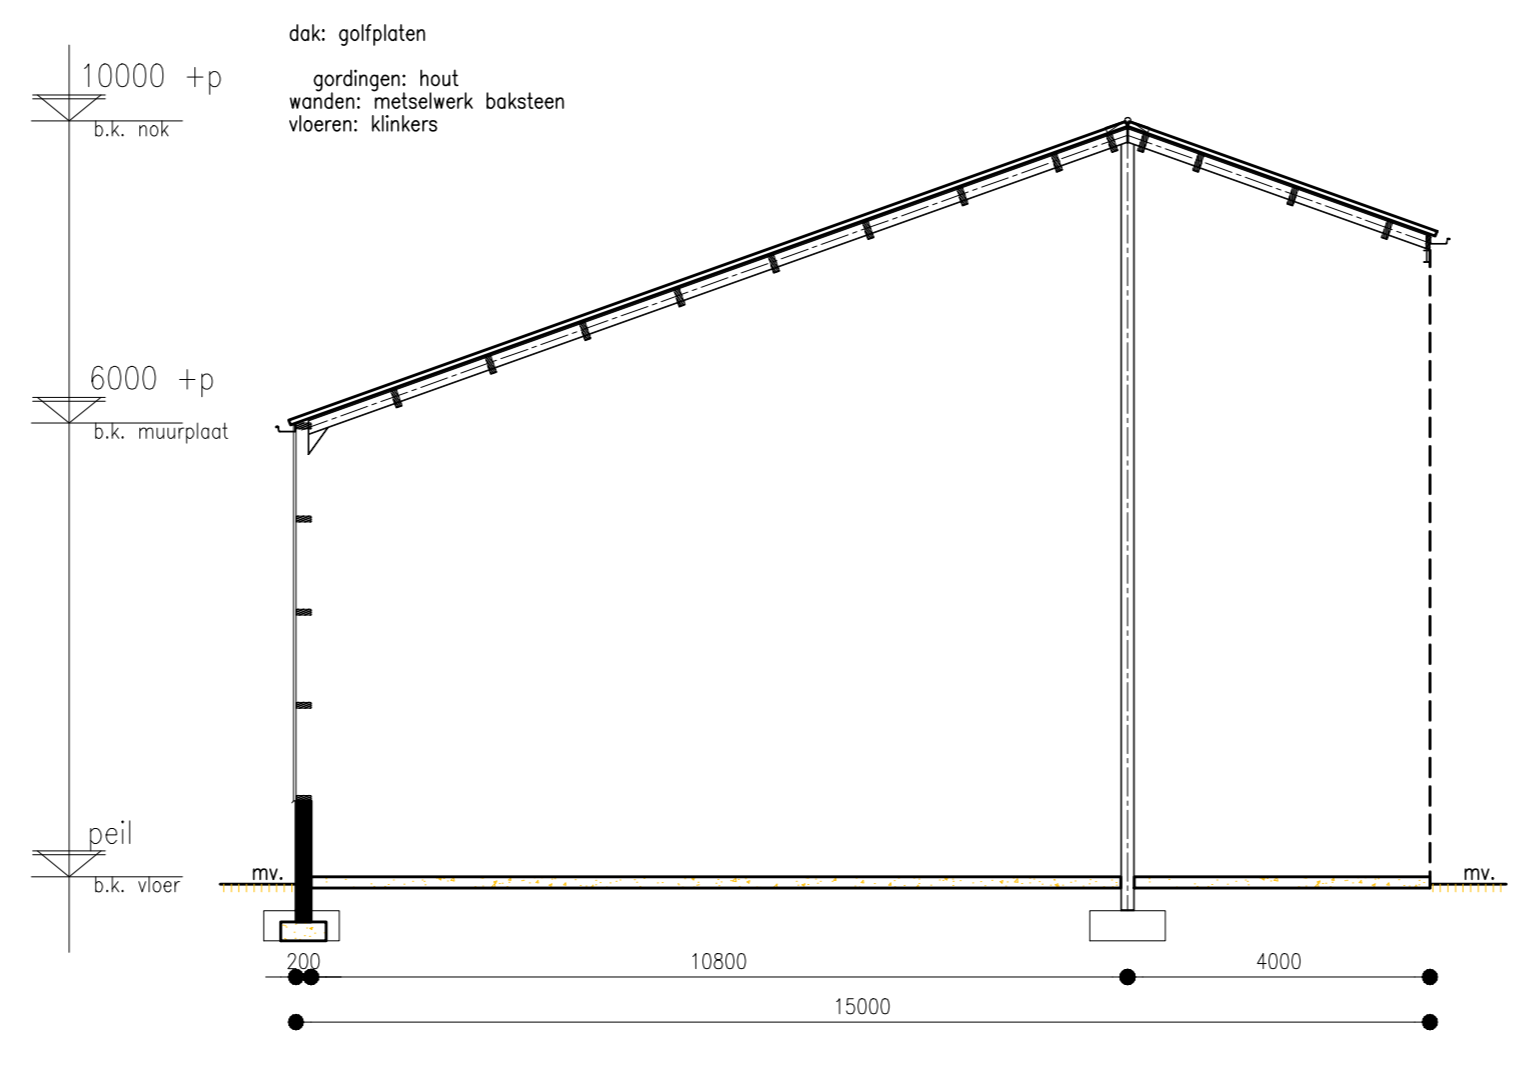 dak: golfplaten
gordingen: hout
wanden: metselwerk baksteen
vloeren: klinkers
10000 +p
b.k. nok
6000 +p
b.k. muurplaat
peil
b.k. vloer
mv.
mv.
200
10800
4000
15000